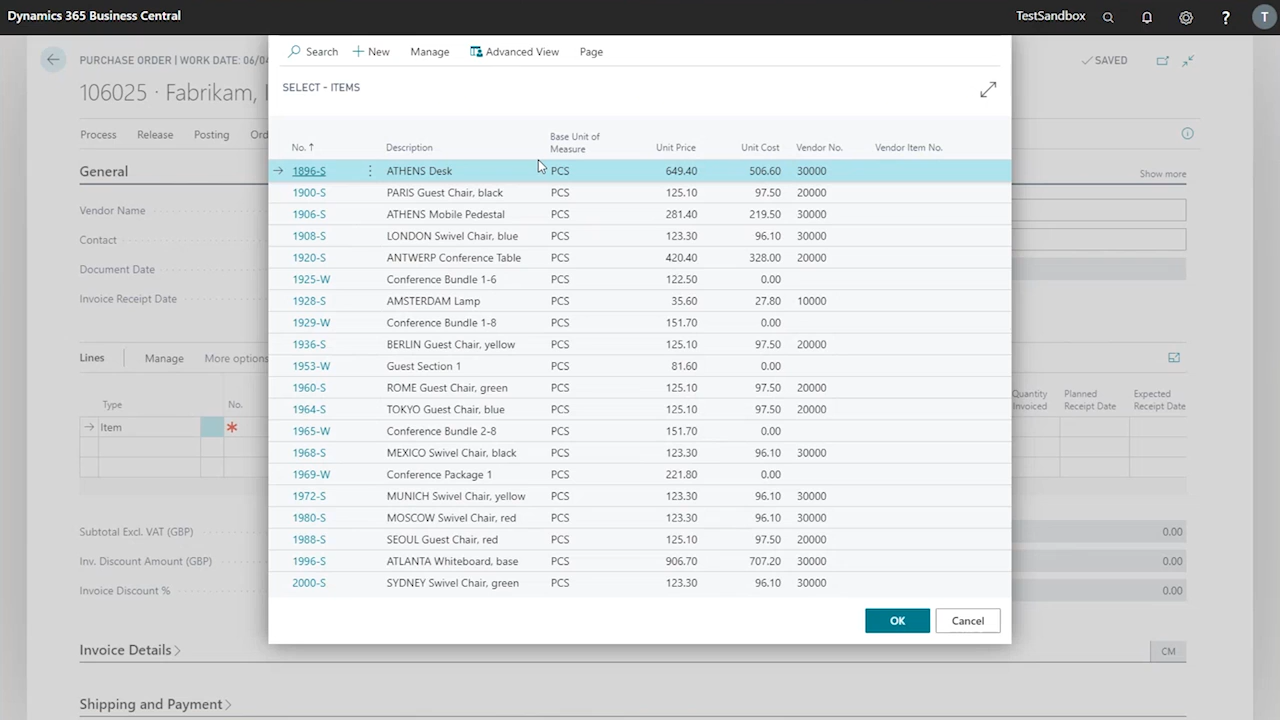 Dynamics 365 Business Central
TestSandbox
?
T
PURCHASE ORDER | WORK DATE: 06/04
SAVED
106025 · Fabrikam, I
Process Release Posting Ord
General
Show more
Vendor Name
Contact
Document Date
Invoice Receipt Date
Lines Manage More options
Type No. Quantity Invoiced Planned Receipt Date Expected Receipt Date
Item *
Subtotal Excl. VAT (GBP) 0.00
Inv. Discount Amount (GBP) 0.00
Invoice Discount % 0.00
Invoice Details
CM
Shipping and Payment
Search New Manage Advanced View Page
SELECT - ITEMS
No. ↑ Description Base Unit of Measure Unit Price Unit Cost Vendor No. Vendor Item No.
1896-S ATHENS Desk PCS 649.40 506.60 30000
1900-S PARIS Guest Chair, black PCS 125.10 97.50 20000
1906-S ATHENS Mobile Pedestal PCS 281.40 219.50 30000
1908-S LONDON Swivel Chair, blue PCS 123.30 96.10 30000
1920-S ANTWERP Conference Table PCS 420.40 328.00 20000
1925-W Conference Bundle 1-6 PCS 122.50 0.00
1928-S AMSTERDAM Lamp PCS 35.60 27.80 10000
1929-W Conference Bundle 1-8 PCS 151.70 0.00
1936-S BERLIN Guest Chair, yellow PCS 125.10 97.50 20000
1953-W Guest Section 1 PCS 81.60 0.00
1960-S ROME Guest Chair, green PCS 125.10 97.50 20000
1964-S TOKYO Guest Chair, blue PCS 125.10 97.50 20000
1965-W Conference Bundle 2-8 PCS 151.70 0.00
1968-S MEXICO Swivel Chair, black PCS 123.30 96.10 30000
1969-W Conference Package 1 PCS 221.80 0.00
1972-S MUNICH Swivel Chair, yellow PCS 123.30 96.10 30000
1980-S MOSCOW Swivel Chair, red PCS 123.30 96.10 30000
1988-S SEOUL Guest Chair, red PCS 125.10 97.50 20000
1996-S ATLANTA Whiteboard, base PCS 906.70 707.20 30000
2000-S SYDNEY Swivel Chair, green PCS 123.30 96.10 30000
OK Cancel